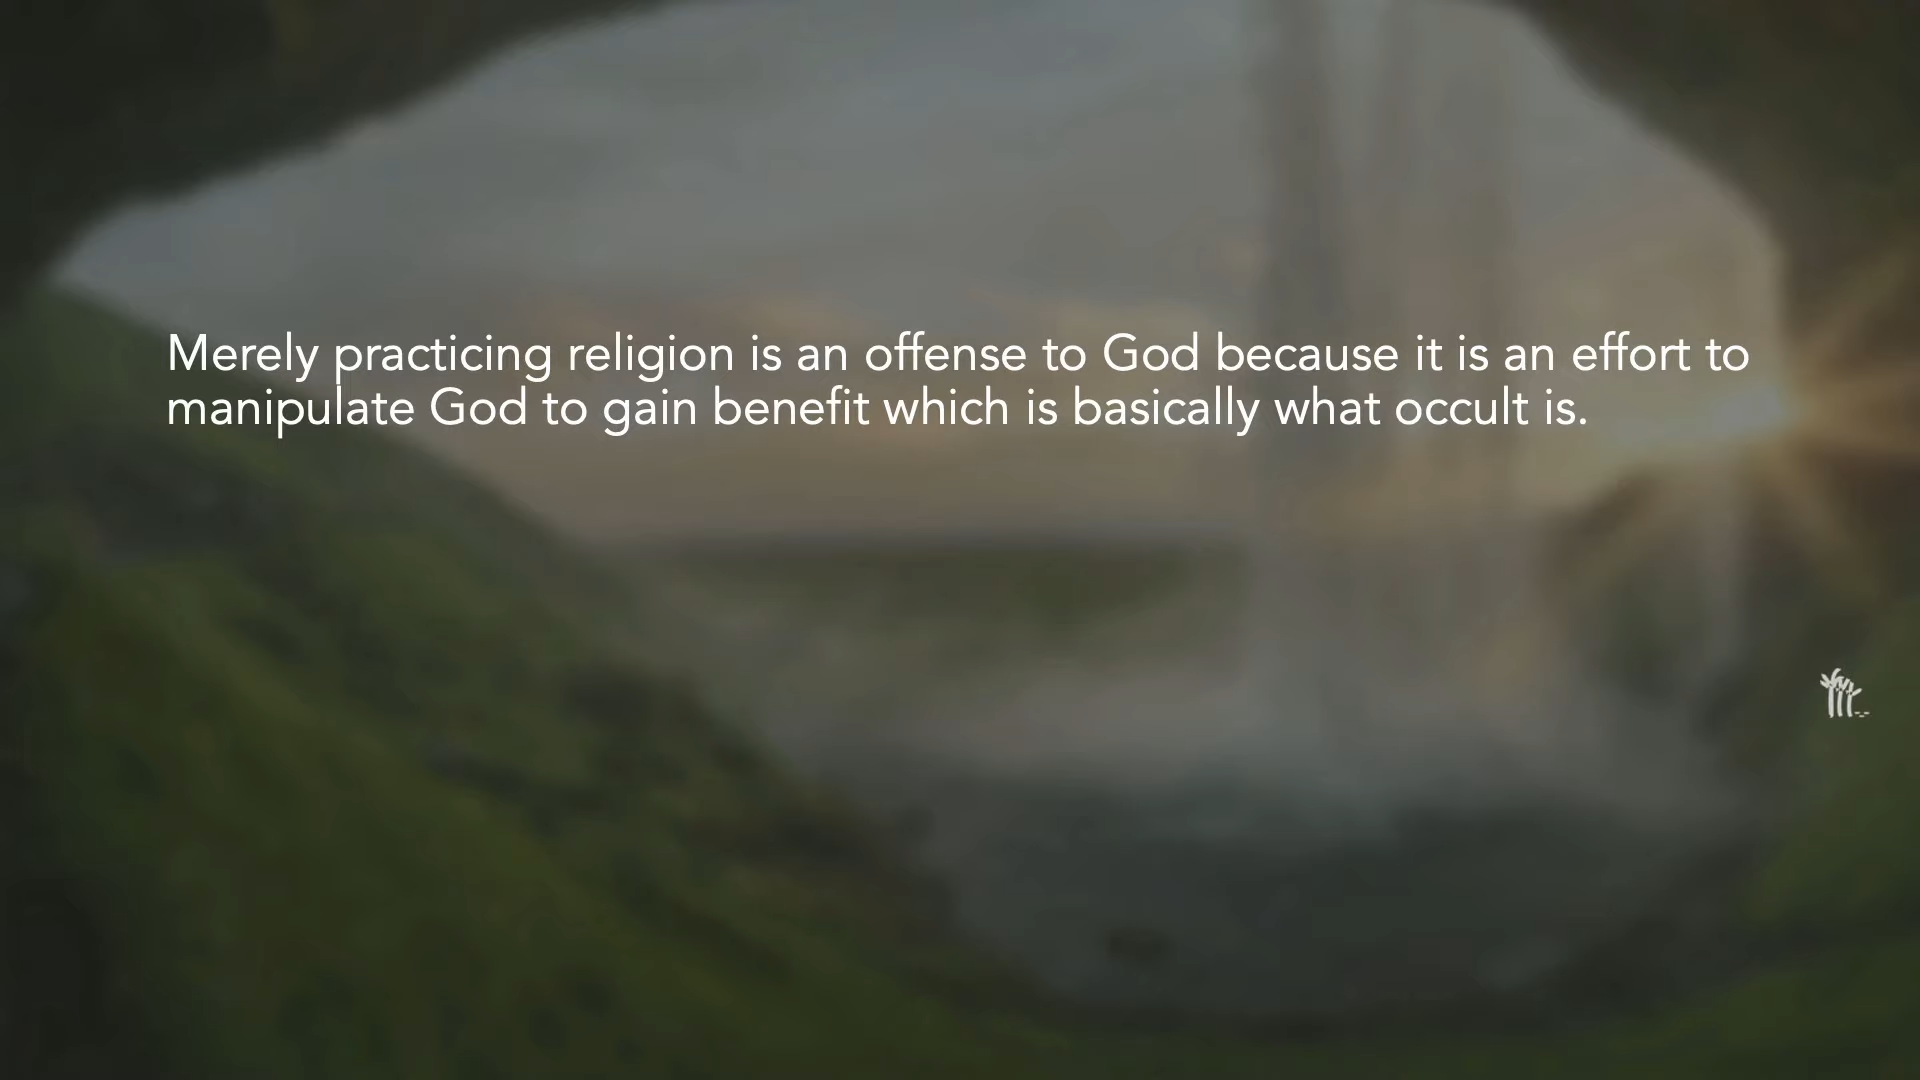 Merely practicing religion is an offense to God because it is an effort to
manipulate God to gain benefit which is basically what occult is.